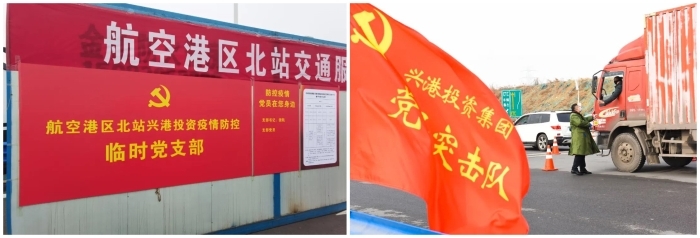 航空港区北站交通服
航空港区北站兴港投资疫情防控
临时党支部
防控疫情
党员在您身边
兴港投资集团
党 突击队